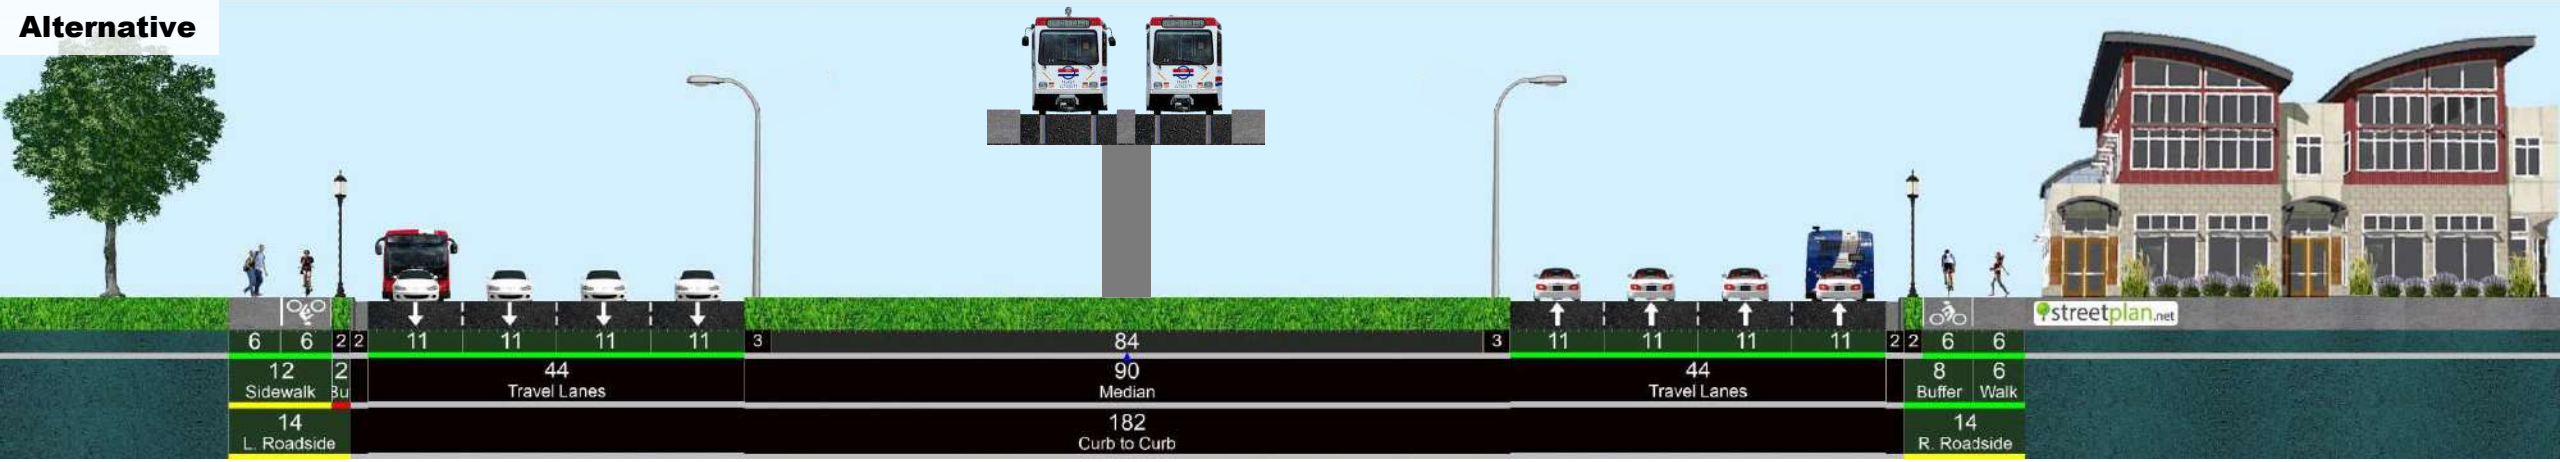 Alternative
streetplan.net
6 6 2 2 11 11 11 11 3 84 3 11 11 11 11 2 2 6 6
12 2 44 90 44 8 6
Sidewalk Bu Travel Lanes Median Travel Lanes Buffer Walk
14 182 14
L. Roadside Curb to Curb R. Roadside